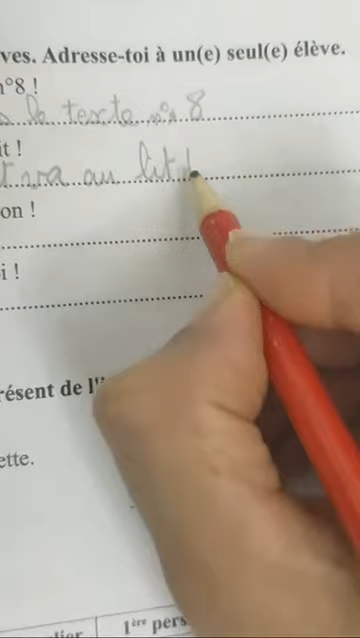 ves. Adresse-toi à un(e) seul(e) élève.
n°8 !
le texte n° 8
it !
t va au lit !
on !
i !
résent de l'
ette.
1ère pers